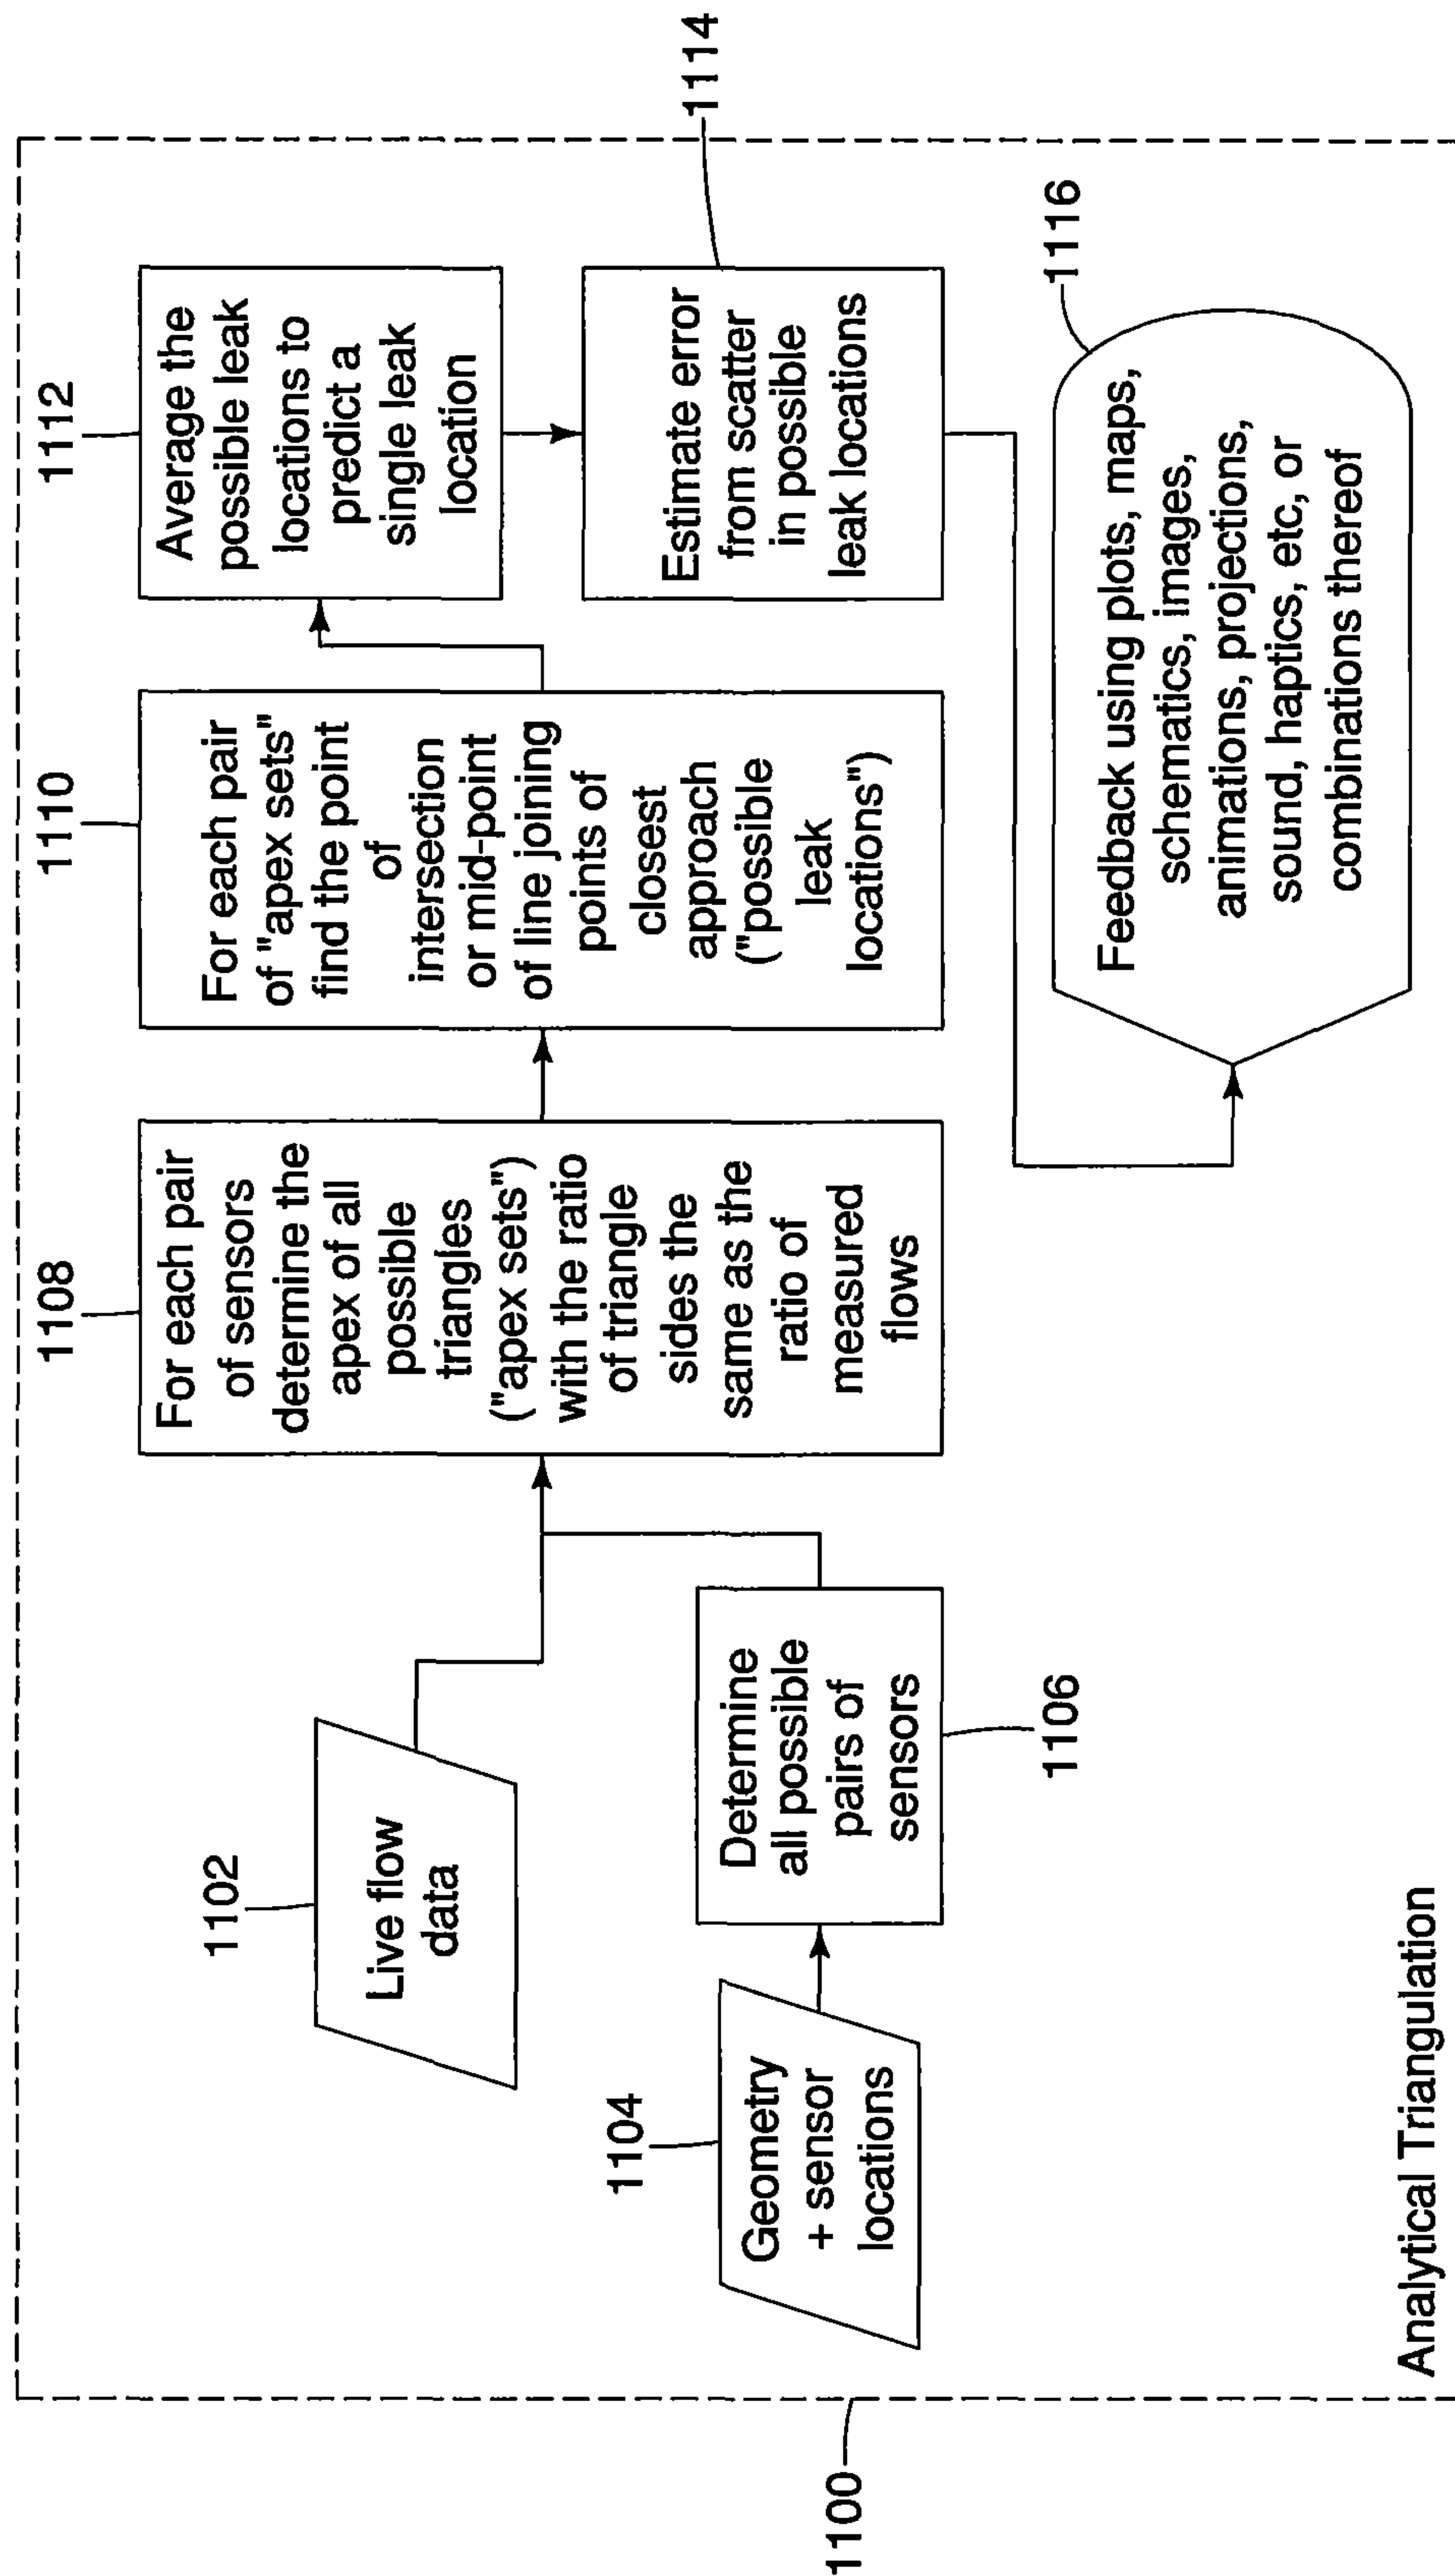 1100
1102
Live flow
data
1104
Geometry
+ sensor
locations
Determine
all possible
pairs of
sensors
1106
1108
For each pair
of sensors
determine the
apex of all
possible
triangles
("apex sets")
with the ratio
of triangle
sides the
same as the
ratio of
measured
flows
1110
For each pair
of "apex sets"
find the point
of
intersection
or mid-point
of line joining
points of
closest
approach
("possible
leak
locations")
1112
Average the
possible leak
locations to
predict a
single leak
location
Estimate error
from scatter
in possible
leak locations
1114
1116
Feedback using plots, maps,
schematics, images,
animations, projections,
sound, haptics, etc, or
combinations thereof
Analytical Triangulation